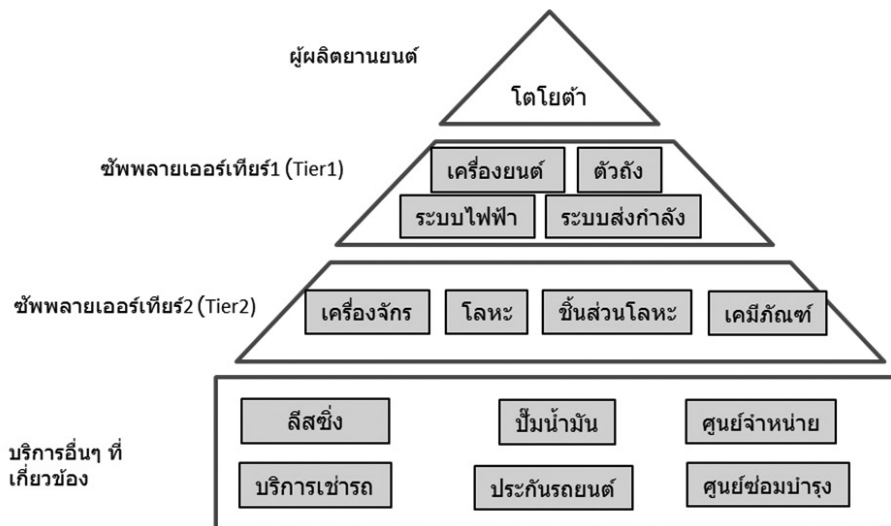 ผู้ผลิตยานยนต์
โตโยต้า
ซัพพลายเออร์เทียร์1 (Tier1)
เครื่องยนต์ ตัวถัง
ระบบไฟฟ้า ระบบส่งกำลัง
ซัพพลายเออร์เทียร์2 (Tier2)
เครื่องจักร โลหะ ชิ้นส่วนโลหะ เคมีภัณฑ์
ลีสซิ่ง ปั๊มน้ำมัน ศูนย์จำหน่าย
บริการอื่นๆ ที่
เกี่ยวข้อง
บริการเช่ารถ ประกันรถยนต์ ศูนย์ซ่อมบำรุง